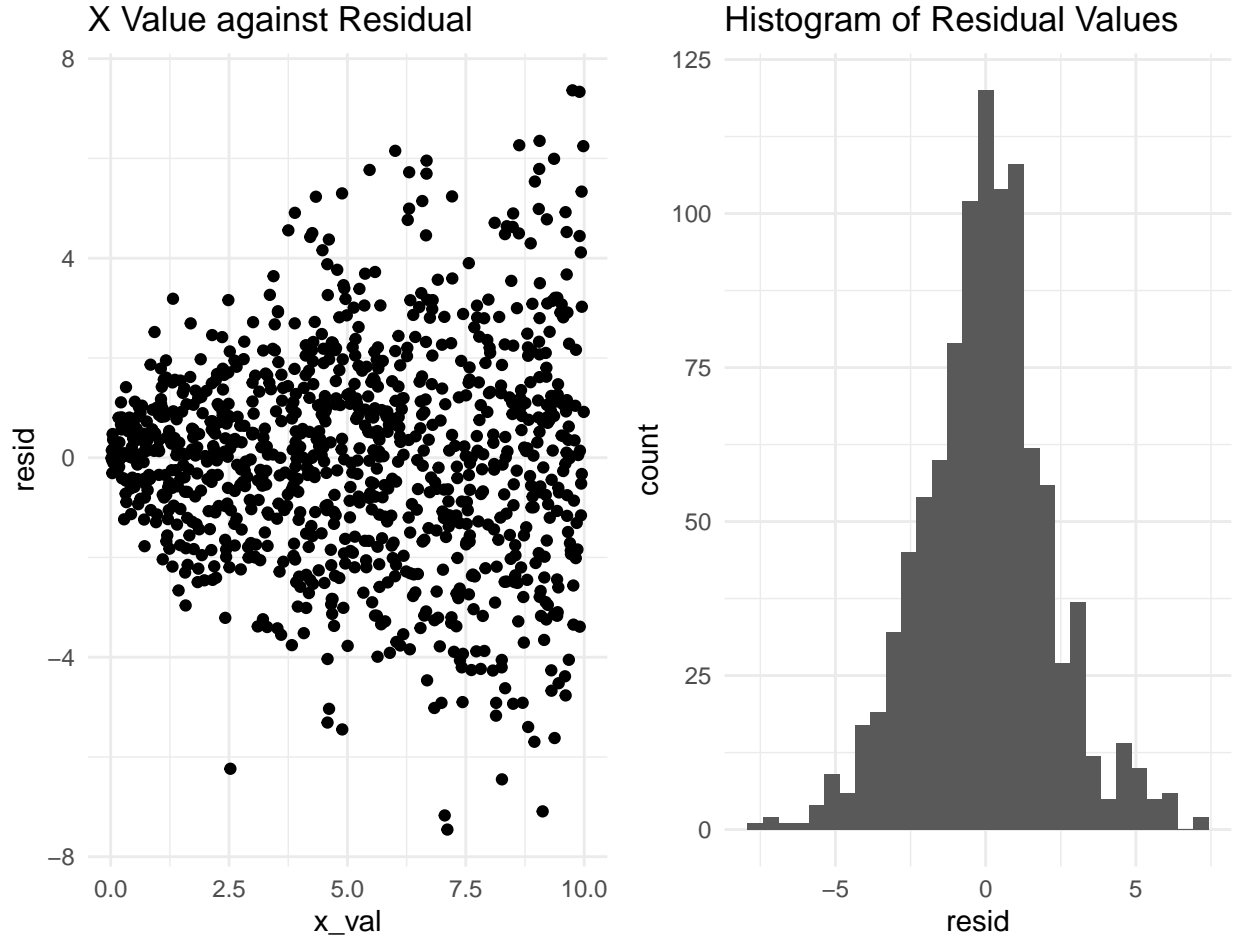 X Value against Residual
8
4
0
−4
−8
resid
0.0 2.5 5.0 7.5 10.0
x_val
Histogram of Residual Values
125
100
75
50
25
0
count
−5 0 5
resid